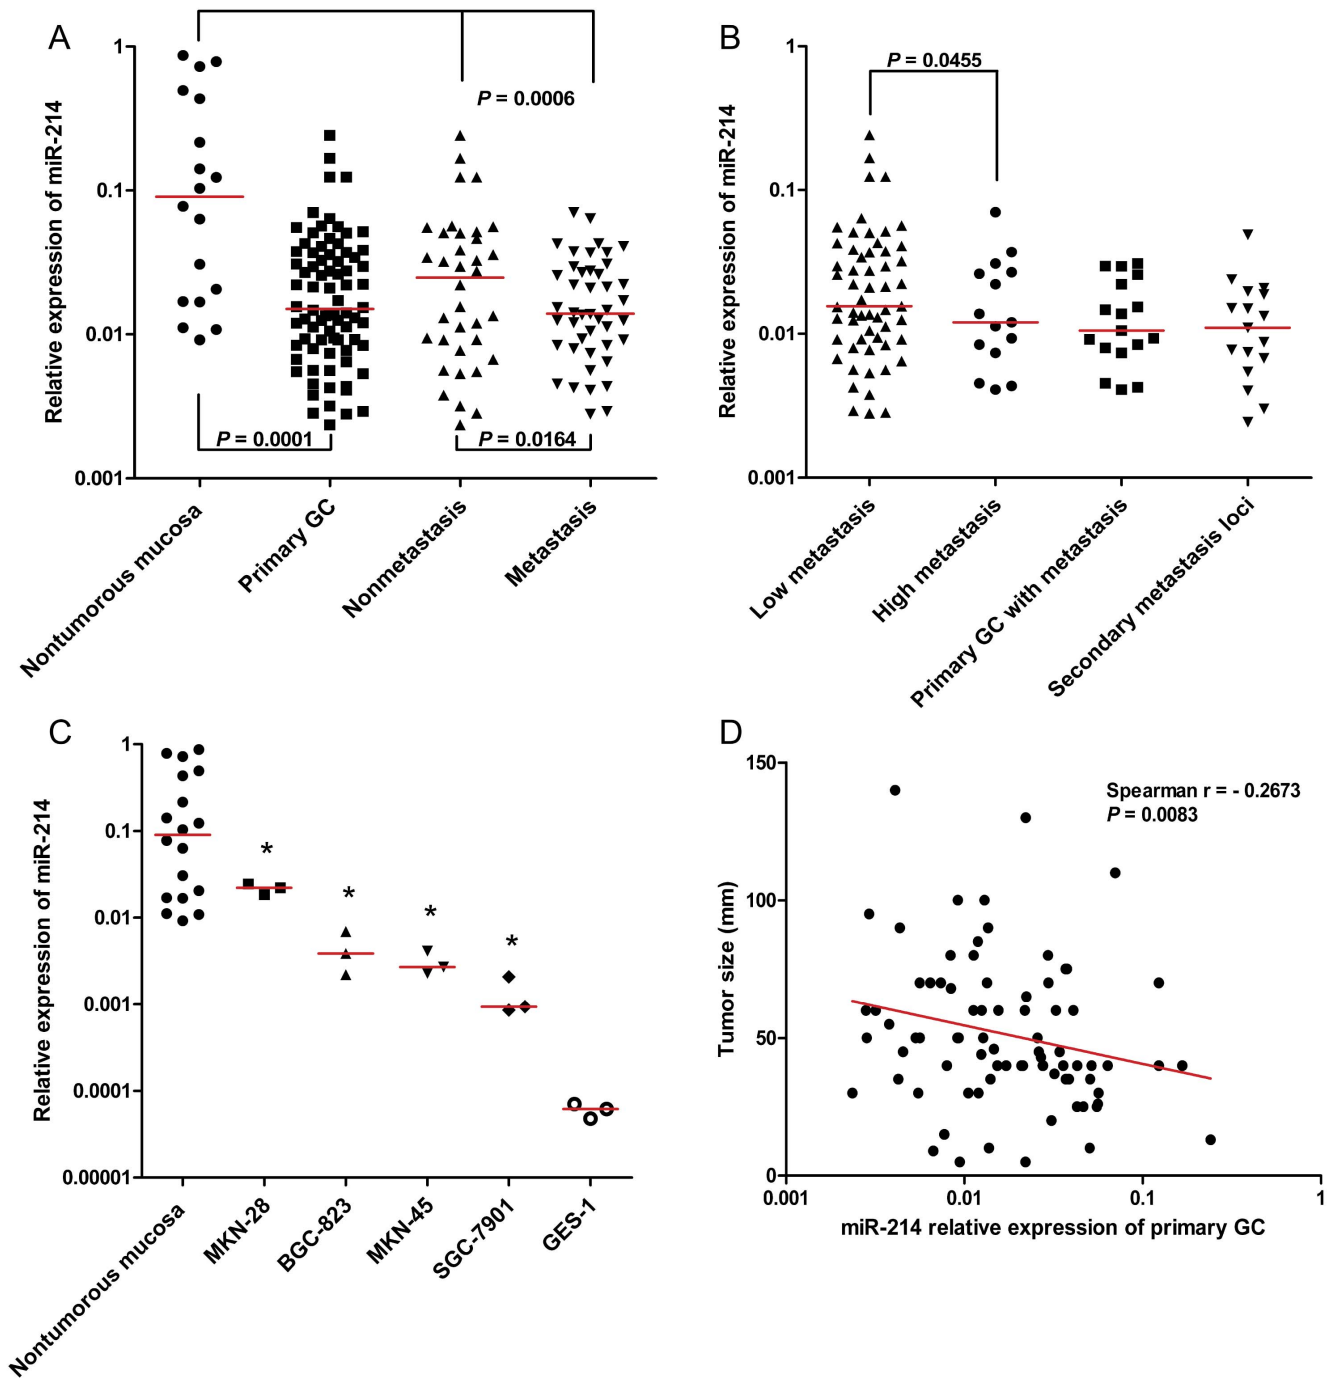 A
Relative expression of miR-214
1
0.1
0.01
0.001
P = 0.0006
P = 0.0001
P = 0.0164
Nontumorous mucosa
Primary GC
Nonmetastasis
Metastasis
B
Relative expression of miR-214
1
0.1
0.01
0.001
P = 0.0455
Low metastasis
High metastasis
Primary GC with metastasis
Secondary metastasis loci
C
Relative expression of miR-214
1
0.1
0.01
0.001
0.0001
0.00001
*
*
*
*
Nontumorous mucosa
MKN-28
BGC-823
MKN-45
SGC-7901
GES-1
D
Tumor size (mm)
150
100
50
0
Spearman r = - 0.2673
P = 0.0083
0.001
0.01
0.1
1
miR-214 relative expression of primary GC